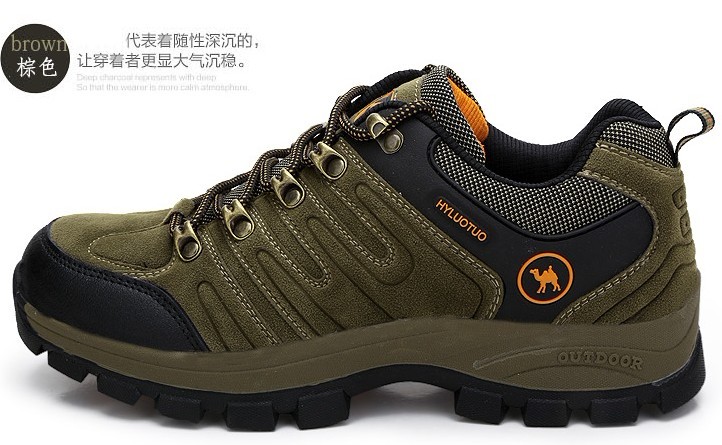 brown
棕色
代表着随性深沉的,
让穿着者更显大气沉稳。
Deep charcoal represents with deep
So that the wearer is more calm atmosphere.
HYLUOTUO
OUTDOOR